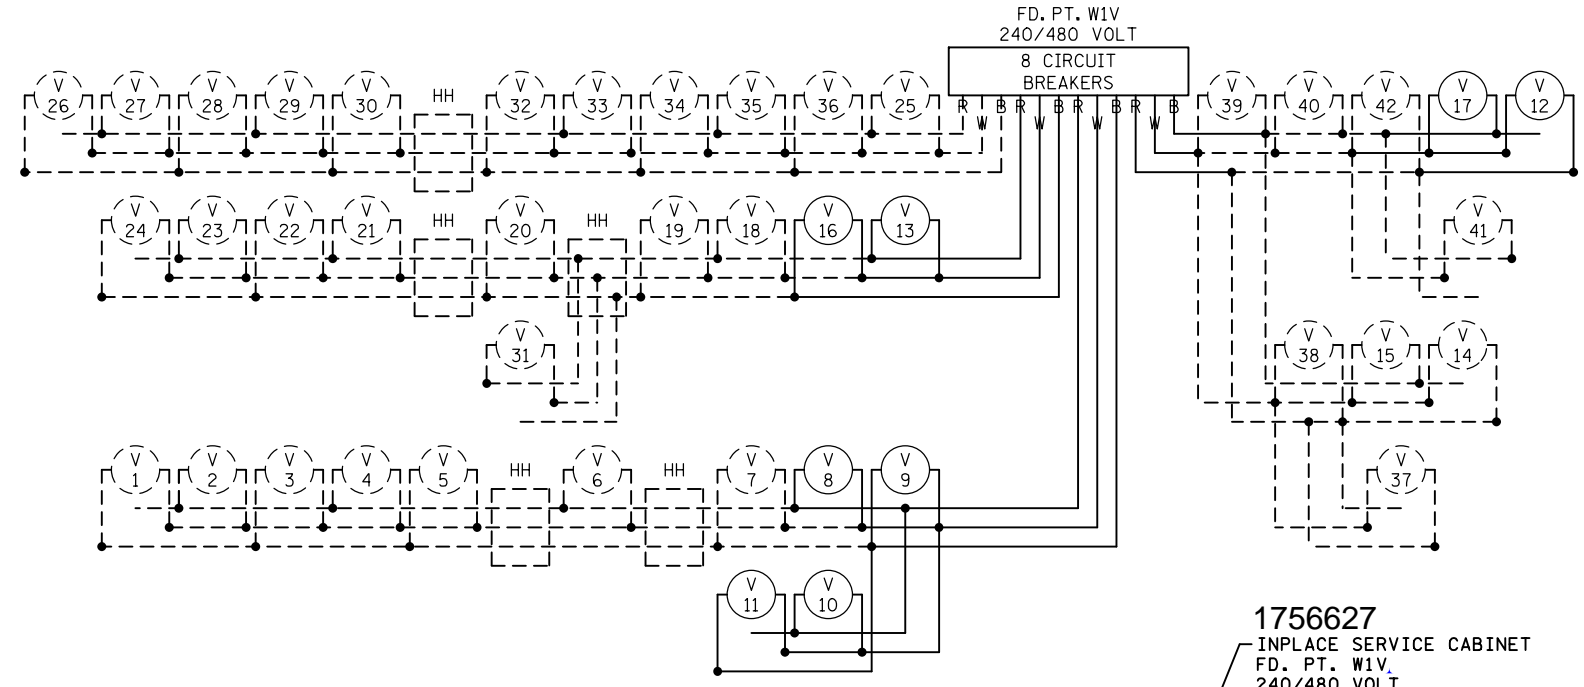 FD. PT. W1V
240/480 VOLT
8 CIRCUIT
BREAKERS
R W B R W B R W B R W B
V 26
V 27
V 28
V 29
V 30
HH
V 32
V 33
V 34
V 35
V 36
V 25
V 39
V 40
V 42
V 17
V 12
V 24
V 23
V 22
V 21
HH
V 20
HH
V 19
V 18
V 16
V 13
V 41
V 31
V 38
V 15
V 14
V 1
V 2
V 3
V 4
V 5
HH
V 6
HH
V 7
V 8
V 9
V 37
V 11
V 10
1756627
INPLACE SERVICE CABINET
FD. PT. W1V
240/480 VOLT